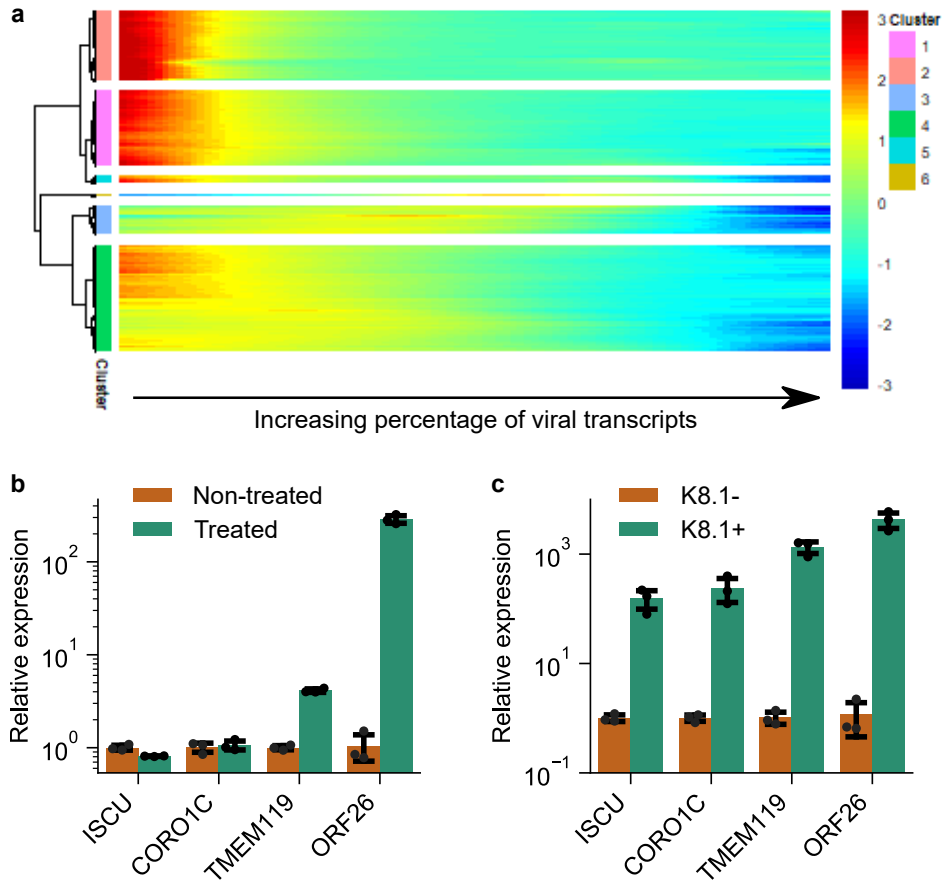 a
3 Cluster
1
2
2
3
1
4
5
0
6
-1
-2
-3
Cluster
Increasing percentage of viral transcripts
b
Non-treated
Treated
Relative expression
10²
10¹
10⁰
ISCU
CORO1C
TMEM119
ORF26
c
K8.1-
K8.1+
Relative expression
10³
10¹
10⁻¹
ISCU
CORO1C
TMEM119
ORF26